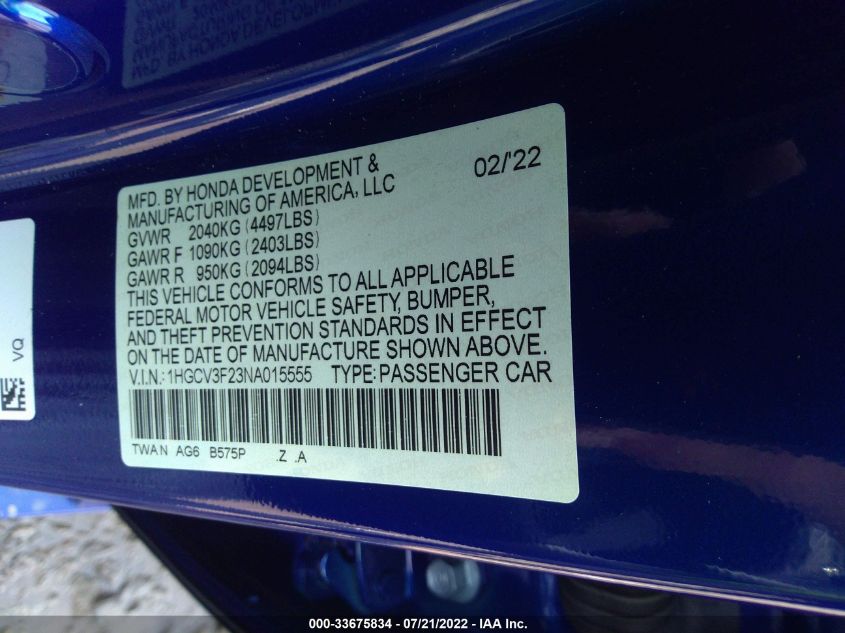 MFD. BY HONDA DEVELOPMENT &
MANUFACTURING OF AMERICA, LLC
02/'22
GVWR 2040KG (4497LBS)
GAWR F 1090KG (2403LBS)
GAWR R 950KG (2094LBS)
THIS VEHICLE CONFORMS TO ALL APPLICABLE
FEDERAL MOTOR VEHICLE SAFETY, BUMPER,
AND THEFT PREVENTION STANDARDS IN EFFECT
ON THE DATE OF MANUFACTURE SHOWN ABOVE.
V.I.N.: 1HGCV3F23NA015555 TYPE: PASSENGER CAR
TWA N AG6 B575P .Z .A
VQ
000-33675834 / 07/21/2022 - IAA Inc.